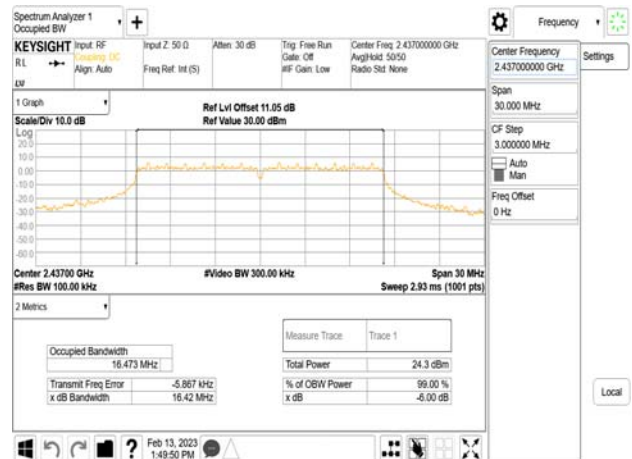 Spectrum Analyzer 1
Occupied BW
+
Frequency
KEYSIGHT
Input: RF
Input Z: 50 Ω
Atten: 30 dB
Trig: Free Run
Center Freq: 2.437000000 GHz
RL
Coupling: DC
Gate: Off
Avg|Hold: 50/50
Align: Auto
Freq Ref: Int (S)
#IF Gain: Low
Radio Std: None
LXI
Center Frequency
2.437000000 GHz
Settings
Span
30.000 MHz
CF Step
3.000000 MHz
Auto
Man
Freq Offset
0 Hz
1 Graph
Ref Lvl Offset 11.05 dB
Scale/Div 10.0 dB
Ref Value 30.00 dBm
Log
20.0
10.0
0.00
-10.0
-20.0
-30.0
-40.0
-50.0
-60.0
Center 2.43700 GHz
#Video BW 300.00 kHz
Span 30 MHz
#Res BW 100.00 kHz
Sweep 2.93 ms (1001 pts)
2 Metrics
Measure Trace
Trace 1
Occupied Bandwidth
16.473 MHz
Total Power
24.3 dBm
Transmit Freq Error
-5.867 kHz
% of OBW Power
99.00 %
x dB Bandwidth
16.42 MHz
x dB
-6.00 dB
Local
?
Feb 13, 2023
1:49:50 PM